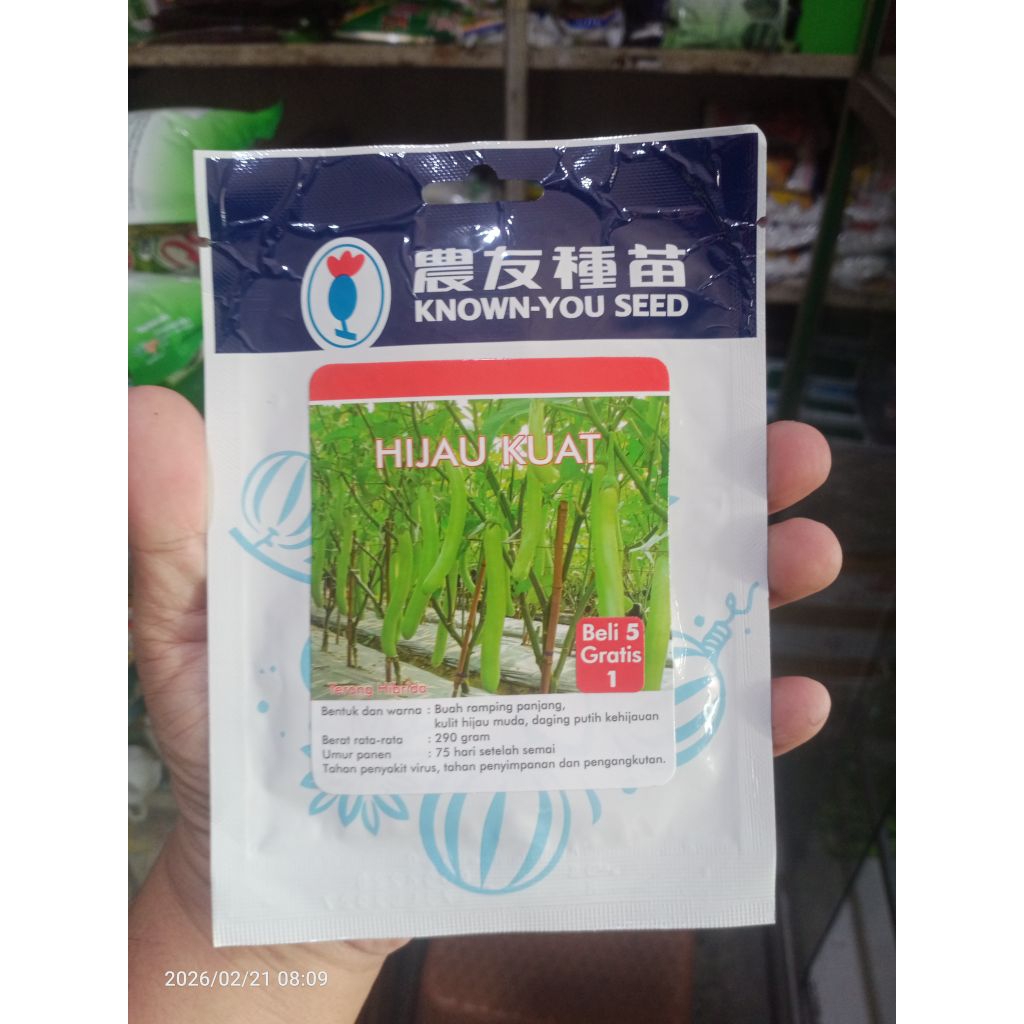 農友種苗
KNOWN-YOU SEED
HIJAU KUAT
Beli 5
Gratis
1
Terong Hibrida
Bentuk dan warna : Buah ramping panjang,
kulit hijau muda, daging putih kehijauan
Berat rata-rata : 290 gram
Umur panen : 75 hari setelah semai
Tahan penyakit virus, tahan penyimpanan dan pengangkutan.
2026/02/21 08:09